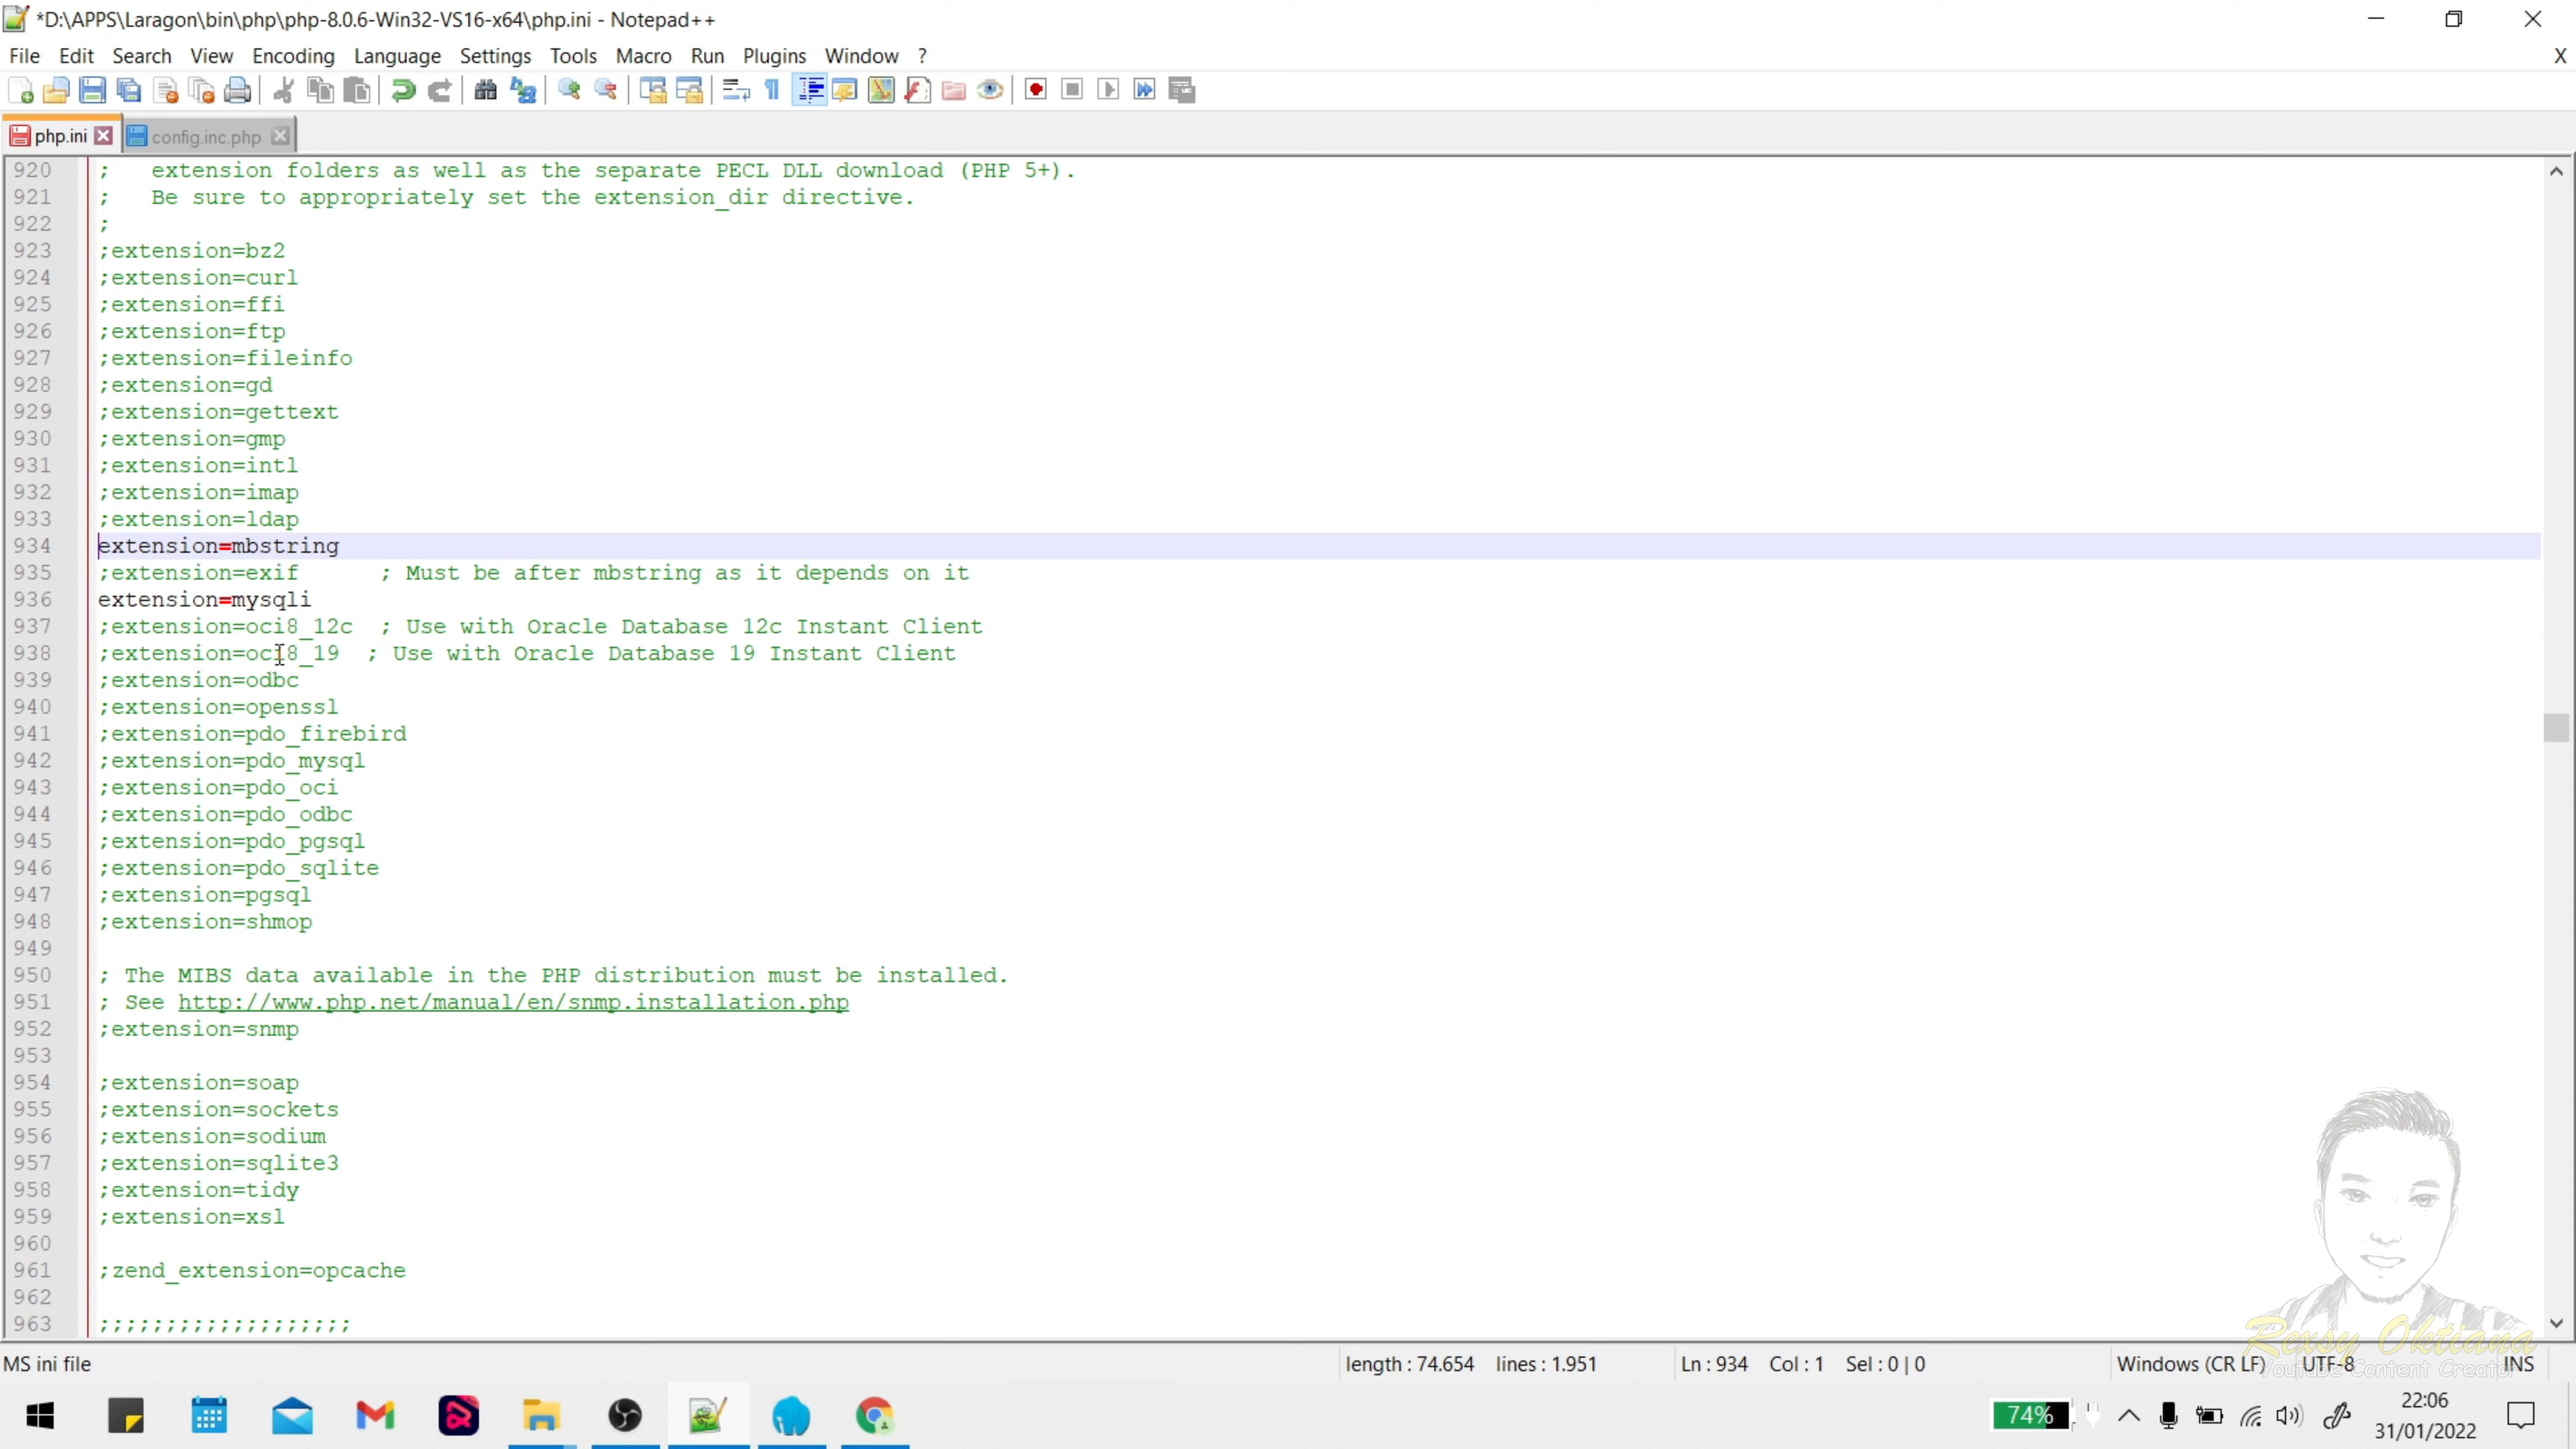 *D:\APPS\Laragon\bin\php\php-8.0.6-Win32-VS16-x64\php.ini - Notepad++
File Edit Search View Encoding Language Settings Tools Macro Run Plugins Window ? X
php.ini config.inc.php
920 ;   extension folders as well as the separate PECL DLL download (PHP 5+).
921 ;   Be sure to appropriately set the extension_dir directive.
922 ;
923 ;extension=bz2
924 ;extension=curl
925 ;extension=ffi
926 ;extension=ftp
927 ;extension=fileinfo
928 ;extension=gd
929 ;extension=gettext
930 ;extension=gmp
931 ;extension=intl
932 ;extension=imap
933 ;extension=ldap
934 extension=mbstring
935 ;extension=exif      ; Must be after mbstring as it depends on it
936 extension=mysqli
937 ;extension=oci8_12c  ; Use with Oracle Database 12c Instant Client
938 ;extension=oci8_19  ; Use with Oracle Database 19 Instant Client
939 ;extension=odbc
940 ;extension=openssl
941 ;extension=pdo_firebird
942 ;extension=pdo_mysql
943 ;extension=pdo_oci
944 ;extension=pdo_odbc
945 ;extension=pdo_pgsql
946 ;extension=pdo_sqlite
947 ;extension=pgsql
948 ;extension=shmop
949
950 ; The MIBS data available in the PHP distribution must be installed.
951 ; See http://www.php.net/manual/en/snmp.installation.php
952 ;extension=snmp
953
954 ;extension=soap
955 ;extension=sockets
956 ;extension=sodium
957 ;extension=sqlite3
958 ;extension=tidy
959 ;extension=xsl
960
961 ;zend_extension=opcache
962
963 ;;;;;;;;;;;;;;;;;;;
Rexsy Oktiana
Youtube Content Creator
MS ini file length : 74.654 lines : 1.951 Ln : 934 Col : 1 Sel : 0 | 0 Windows (CR LF) UTF-8 INS
74% 22:06
31/01/2022